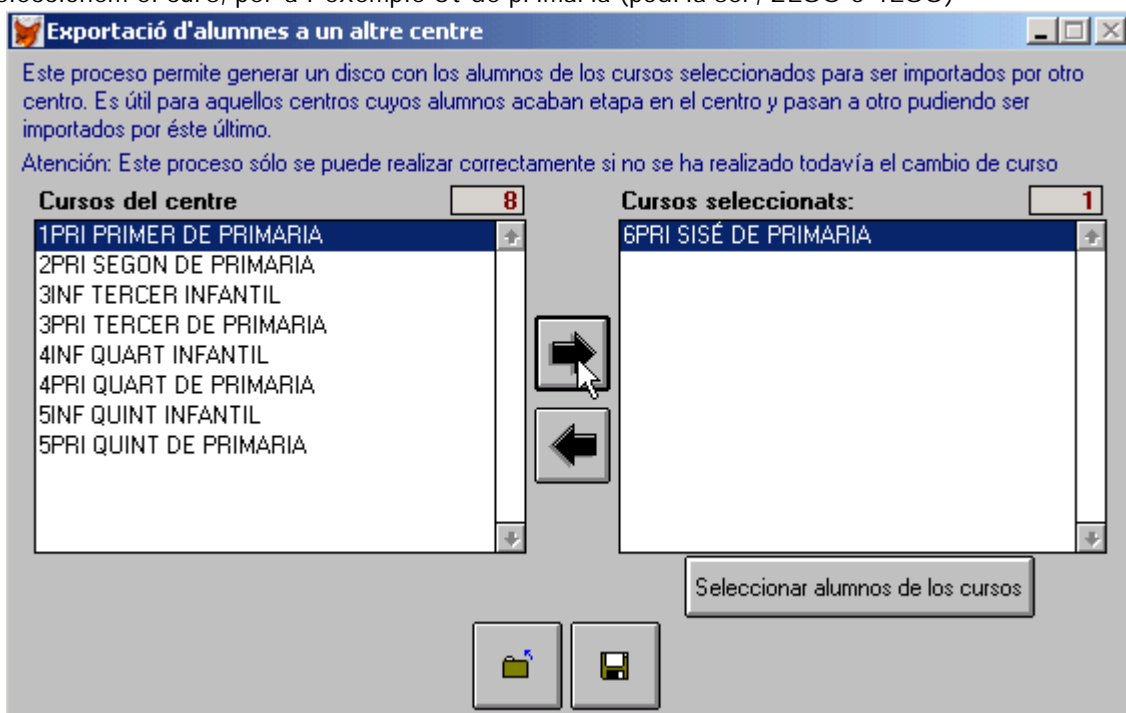 Exportació d'alumnes a un altre centre
Este proceso permite generar un disco con los alumnos de los cursos seleccionados para ser importados por otro
centro. Es útil para aquellos centros cuyos alumnos acaban etapa en el centro y pasan a otro pudiendo ser
importados por éste último.
Atención: Este proceso sólo se puede realizar correctamente si no se ha realizado todavía el cambio de curso
Cursos del centre 8
Cursos seleccionats: 1
1PRI PRIMER DE PRIMARIA
2PRI SEGON DE PRIMARIA
3INF TERCER INFANTIL
3PRI TERCER DE PRIMARIA
4INF QUART INFANTIL
4PRI QUART DE PRIMARIA
5INF QUINT INFANTIL
5PRI QUINT DE PRIMARIA
6PRI SISÉ DE PRIMARIA
Seleccionar alumnos de los cursos